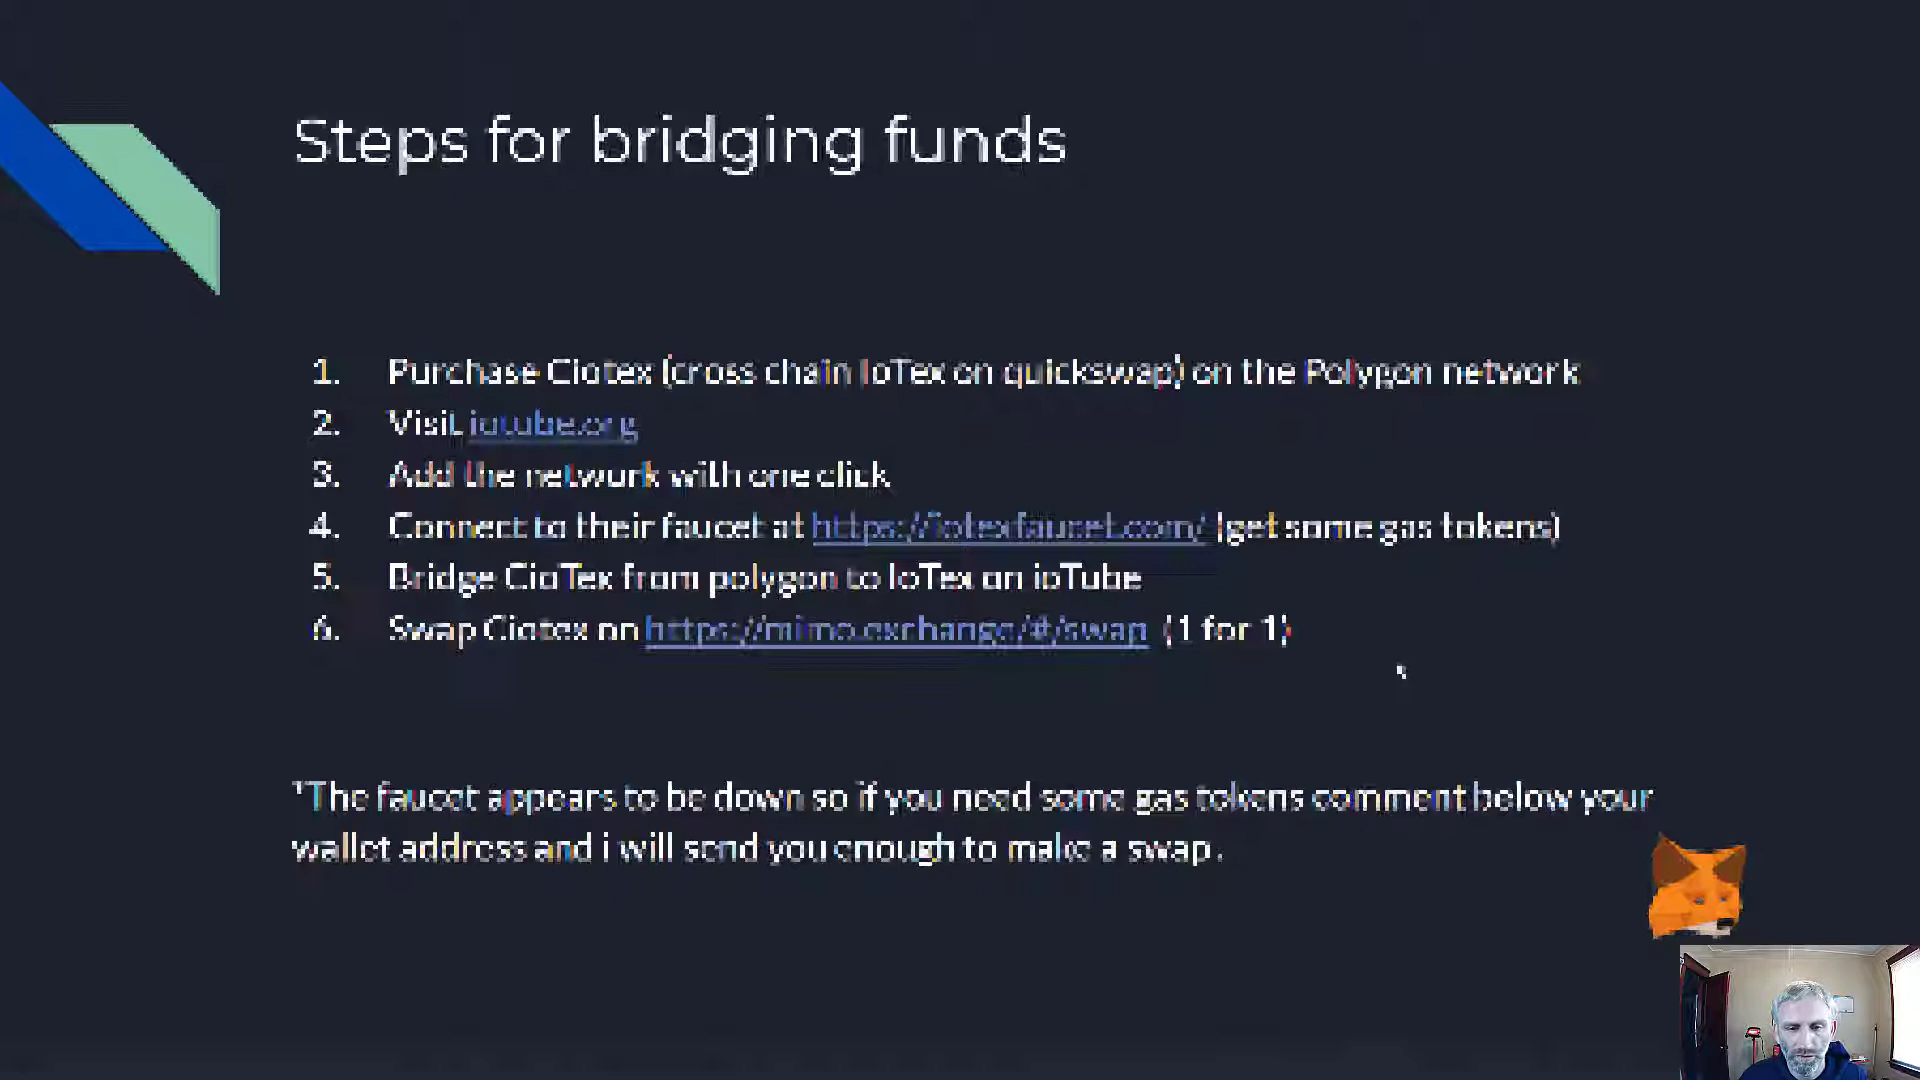 Steps for bridging funds
1. Purchase Ciotex (cross chain IoTex on quickswap) on the Polygon network
2. Visit iotube.org
3. Add the network with one click
4. Connect to their faucet at https://iotexfaucet.com/ (get some gas tokens)
5. Bridge CioTex from polygon to IoTex on ioTube
6. Swap Ciotex on https://mimo.exchange/#/swap (1 for 1)
*The faucet appears to be down so if you need some gas tokens comment below your
wallet address and i will send you enough to make a swap.